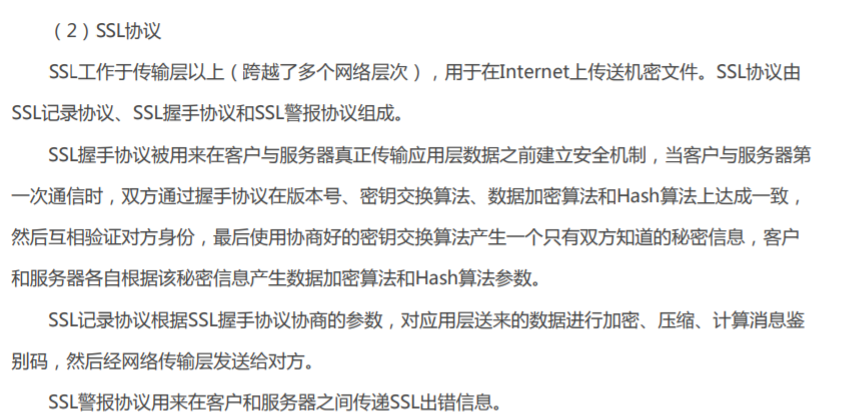 （2）SSL协议
SSL工作于传输层以上（跨越了多个网络层次），用于在Internet上传送机密文件。SSL协议由
SSL记录协议、SSL握手协议和SSL警报协议组成。
SSL握手协议被用来在客户与服务器真正传输应用层数据之前建立安全机制，当客户与服务器第
一次通信时，双方通过握手协议在版本号、密钥交换算法、数据加密算法和Hash算法上达成一致，
然后互相验证对方身份，最后使用协商好的密钥交换算法产生一个只有双方知道的秘密信息，客户
和服务器各自根据该秘密信息产生数据加密算法和Hash算法参数。
SSL记录协议根据SSL握手协议协商的参数，对应用层送来的数据进行加密、压缩、计算消息鉴
别码，然后经网络传输层发送给对方。
SSL警报协议用来在客户和服务器之间传递SSL出错信息。